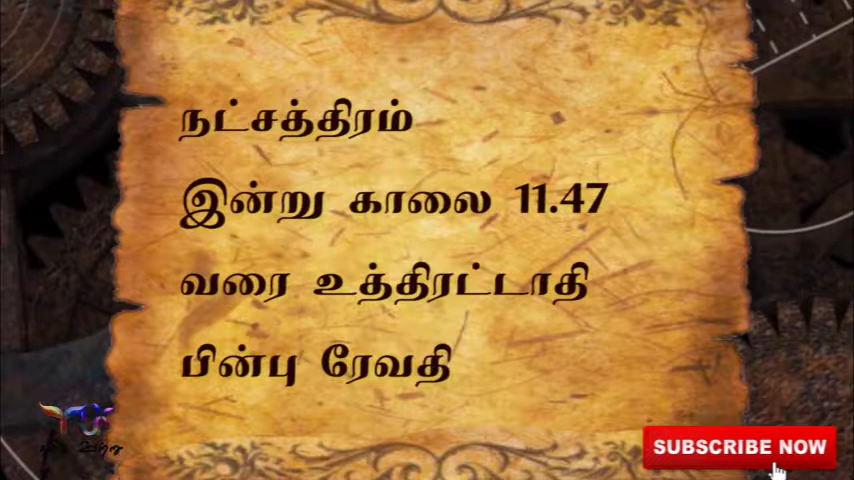 நட்சத்திரம்
இன்று காலை 11.47
வரை உத்திரட்டாதி
பின்பு ரேவதி
SUBSCRIBE NOW